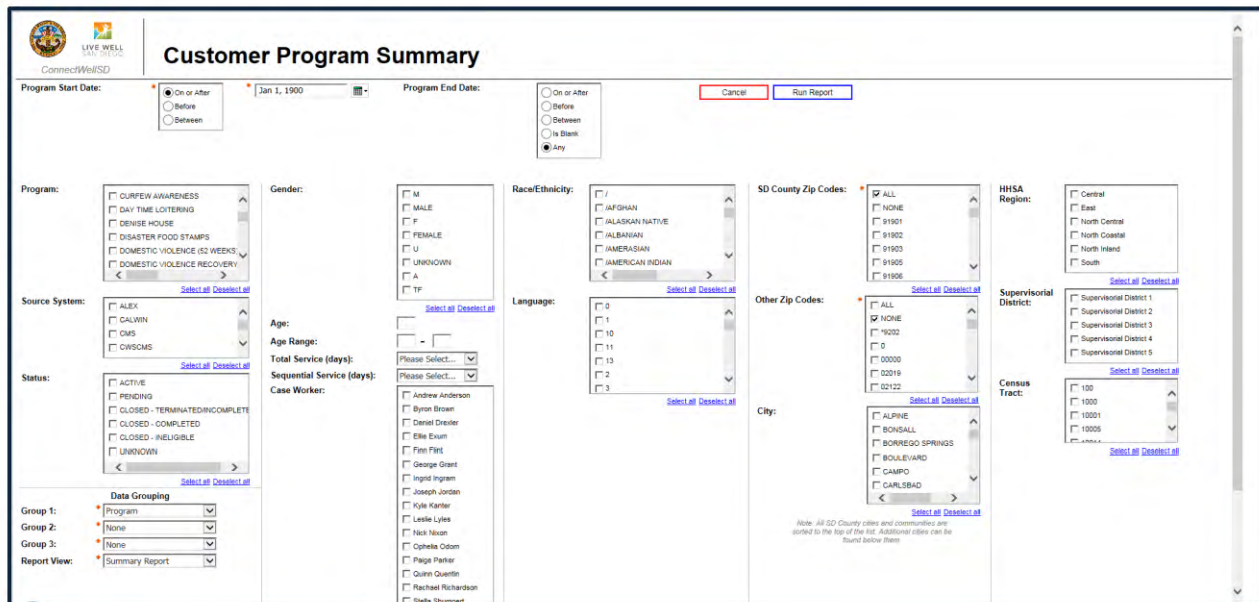 LIVE WELL
SAN DIEGO
ConnectWellSD
Customer Program Summary
Program Start Date:
* On or After
Before
Between
* Jan 1, 1900
Program End Date:
On or After
Before
Between
Is Blank
Any
Cancel
Run Report
Program:
CURFEW AWARENESS
DAY TIME LOITERING
DENISE HOUSE
DISASTER FOOD STAMPS
DOMESTIC VIOLENCE (52 WEEKS)
DOMESTIC VIOLENCE RECOVERY
Select all Deselect all
Source System:
ALEX
CALWIN
CMS
CWSCMS
Select all Deselect all
Status:
ACTIVE
PENDING
CLOSED - TERMINATED/INCOMPLETE
CLOSED - COMPLETED
CLOSED - INELIGIBLE
UNKNOWN
Select all Deselect all
Data Grouping
Group 1: * Program
Group 2: * None
Group 3: * None
Report View: * Summary Report
Gender:
M
MALE
F
FEMALE
U
UNKNOWN
A
TF
Select all Deselect all
Age:
Age Range: -
Total Service (days): Please Select...
Sequential Service (days): Please Select...
Case Worker:
Andrew Anderson
Byron Brown
Daniel Drexler
Ellie Exum
Finn Flint
George Grant
Ingrid Ingram
Joseph Jordan
Kyle Kanter
Leslie Lyles
Nick Nixon
Ophelia Odom
Paige Parker
Quinn Quentin
Rachael Richardson
Stella Shumpert
Race/Ethnicity:
/
/AFGHAN
/ALASKAN NATIVE
/ALBANIAN
/AMERASIAN
/AMERICAN INDIAN
Select all Deselect all
Language:
0
1
10
11
13
2
3
Select all Deselect all
SD County Zip Codes: *
ALL
NONE
91901
91902
91903
91905
91906
Select all Deselect all
Other Zip Codes: *
ALL
NONE
*9202
0
00000
02019
02122
Select all Deselect all
City:
ALPINE
BONSALL
BORREGO SPRINGS
BOULEVARD
CAMPO
CARLSBAD
Select all Deselect all
Note: All SD County cities and communities are
sorted to the top of the list. Additional cities can be
found below them
HHSA
Region:
Central
East
North Central
North Coastal
North Inland
South
Select all Deselect all
Supervisorial
District:
Supervisorial District 1
Supervisorial District 2
Supervisorial District 3
Supervisorial District 4
Supervisorial District 5
Select all Deselect all
Census
Tract:
100
1000
10001
10005
Select all Deselect all